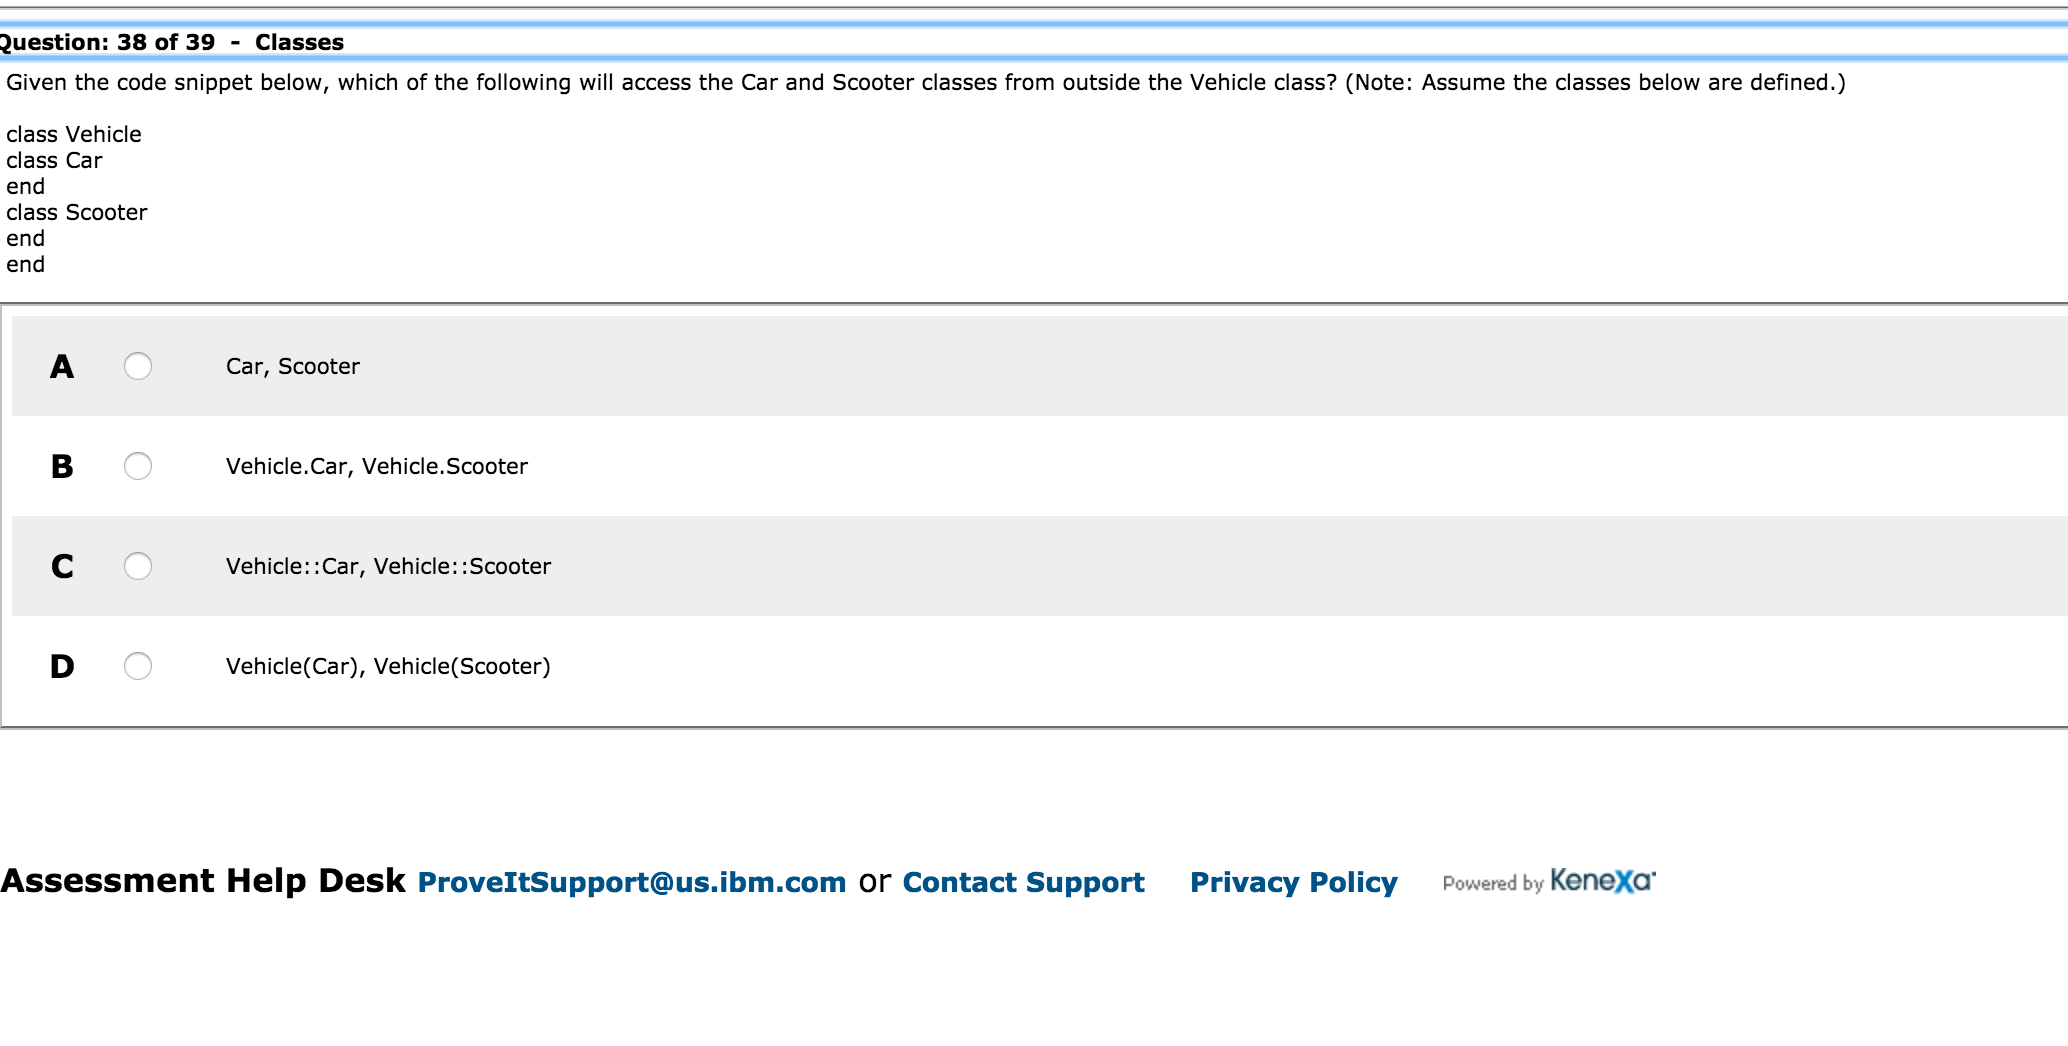 Question: 38 of 39 - Classes
Given the code snippet below, which of the following will access the Car and Scooter classes from outside the Vehicle class? (Note: Assume the classes below are defined.)
class Vehicle
class Car
end
class Scooter
end
end
A Car, Scooter
B Vehicle.Car, Vehicle.Scooter
C Vehicle::Car, Vehicle::Scooter
D Vehicle(Car), Vehicle(Scooter)
Assessment Help Desk ProveItSupport@us.ibm.com or Contact Support Privacy Policy Powered by Kenexa